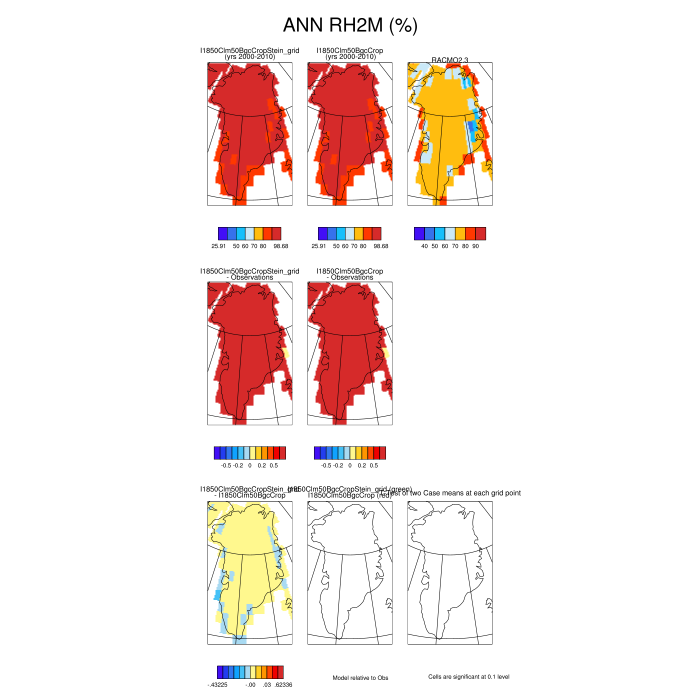 ANN RH2M (%)
I1850Clm50BgcCropStein_grid
(yrs 2000-2010)
I1850Clm50BgcCrop
(yrs 2000-2010)
RACMO2.3
25.91 50 60 70 80 98.68
25.91 50 60 70 80 98.68
40 50 60 70 80 90
I1850Clm50BgcCropStein_grid
- Observations
I1850Clm50BgcCrop
- Observations
-0.5 -0.2 0 0.2 0.5
-0.5 -0.2 0 0.2 0.5
I1850Clm50BgcCropStein_grid
- I1850Clm50BgcCrop
I1850Clm50BgcCropStein_grid (green)
I1850Clm50BgcCrop (red)
of two Case means at each grid point
-.43225 -.00 .03 .62336
Model relative to Obs
Cells are significant at 0.1 level